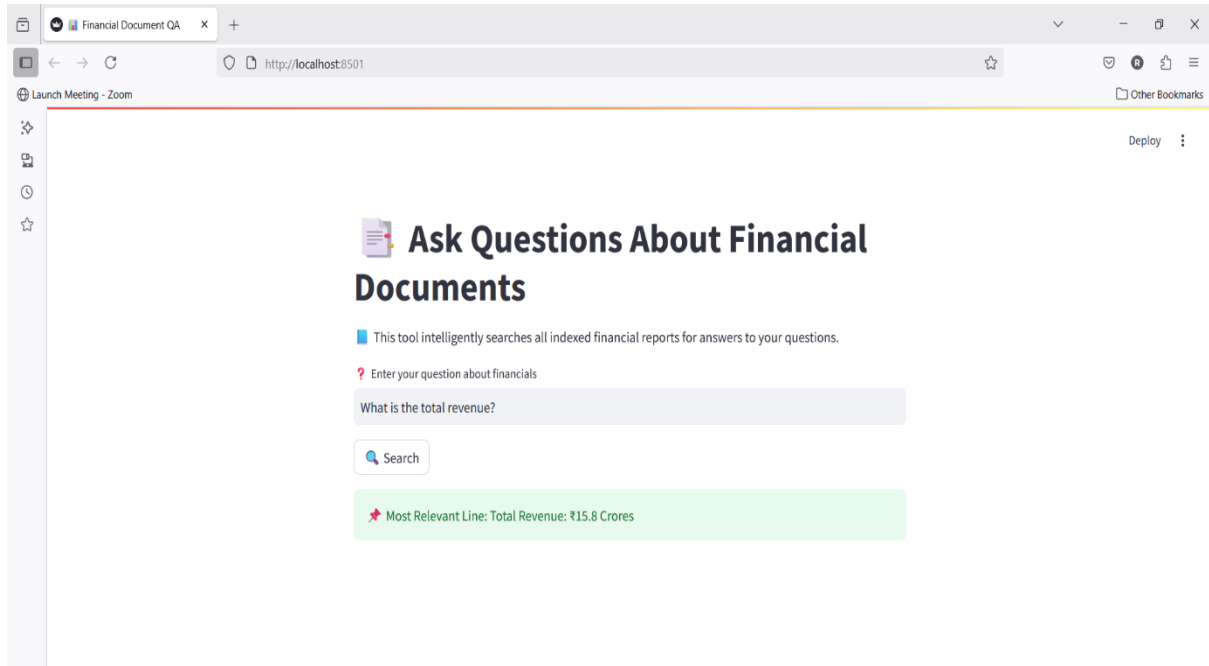 Financial Document QA
http://localhost:8501
Launch Meeting - Zoom
Other Bookmarks
Deploy
Ask Questions About Financial
Documents
This tool intelligently searches all indexed financial reports for answers to your questions.
Enter your question about financials
What is the total revenue?
Search
Most Relevant Line: Total Revenue: ₹15.8 Crores